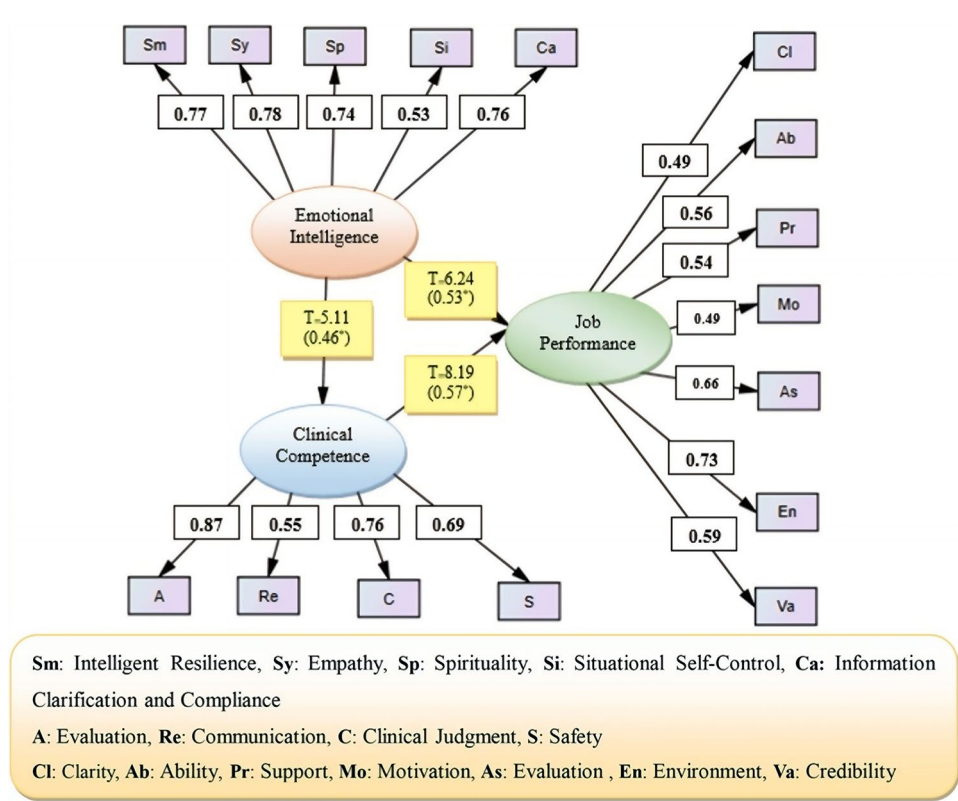 Sm Sy Sp Si Ca
0.77 0.78 0.74 0.53 0.76
Emotional
Intelligence
T=5.11
(0.46*)
T=6.24
(0.53*)
T=8.19
(0.57*)
Clinical
Competence
0.87 0.55 0.76 0.69
A Re C S
Job
Performance
0.49
Cl
0.56
Ab
0.54
Pr
0.49
Mo
0.66
As
0.73
En
0.59
Va
Sm: Intelligent Resilience, Sy: Empathy, Sp: Spirituality, Si: Situational Self-Control, Ca: Information
Clarification and Compliance
A: Evaluation, Re: Communication, C: Clinical Judgment, S: Safety
Cl: Clarity, Ab: Ability, Pr: Support, Mo: Motivation, As: Evaluation , En: Environment, Va: Credibility